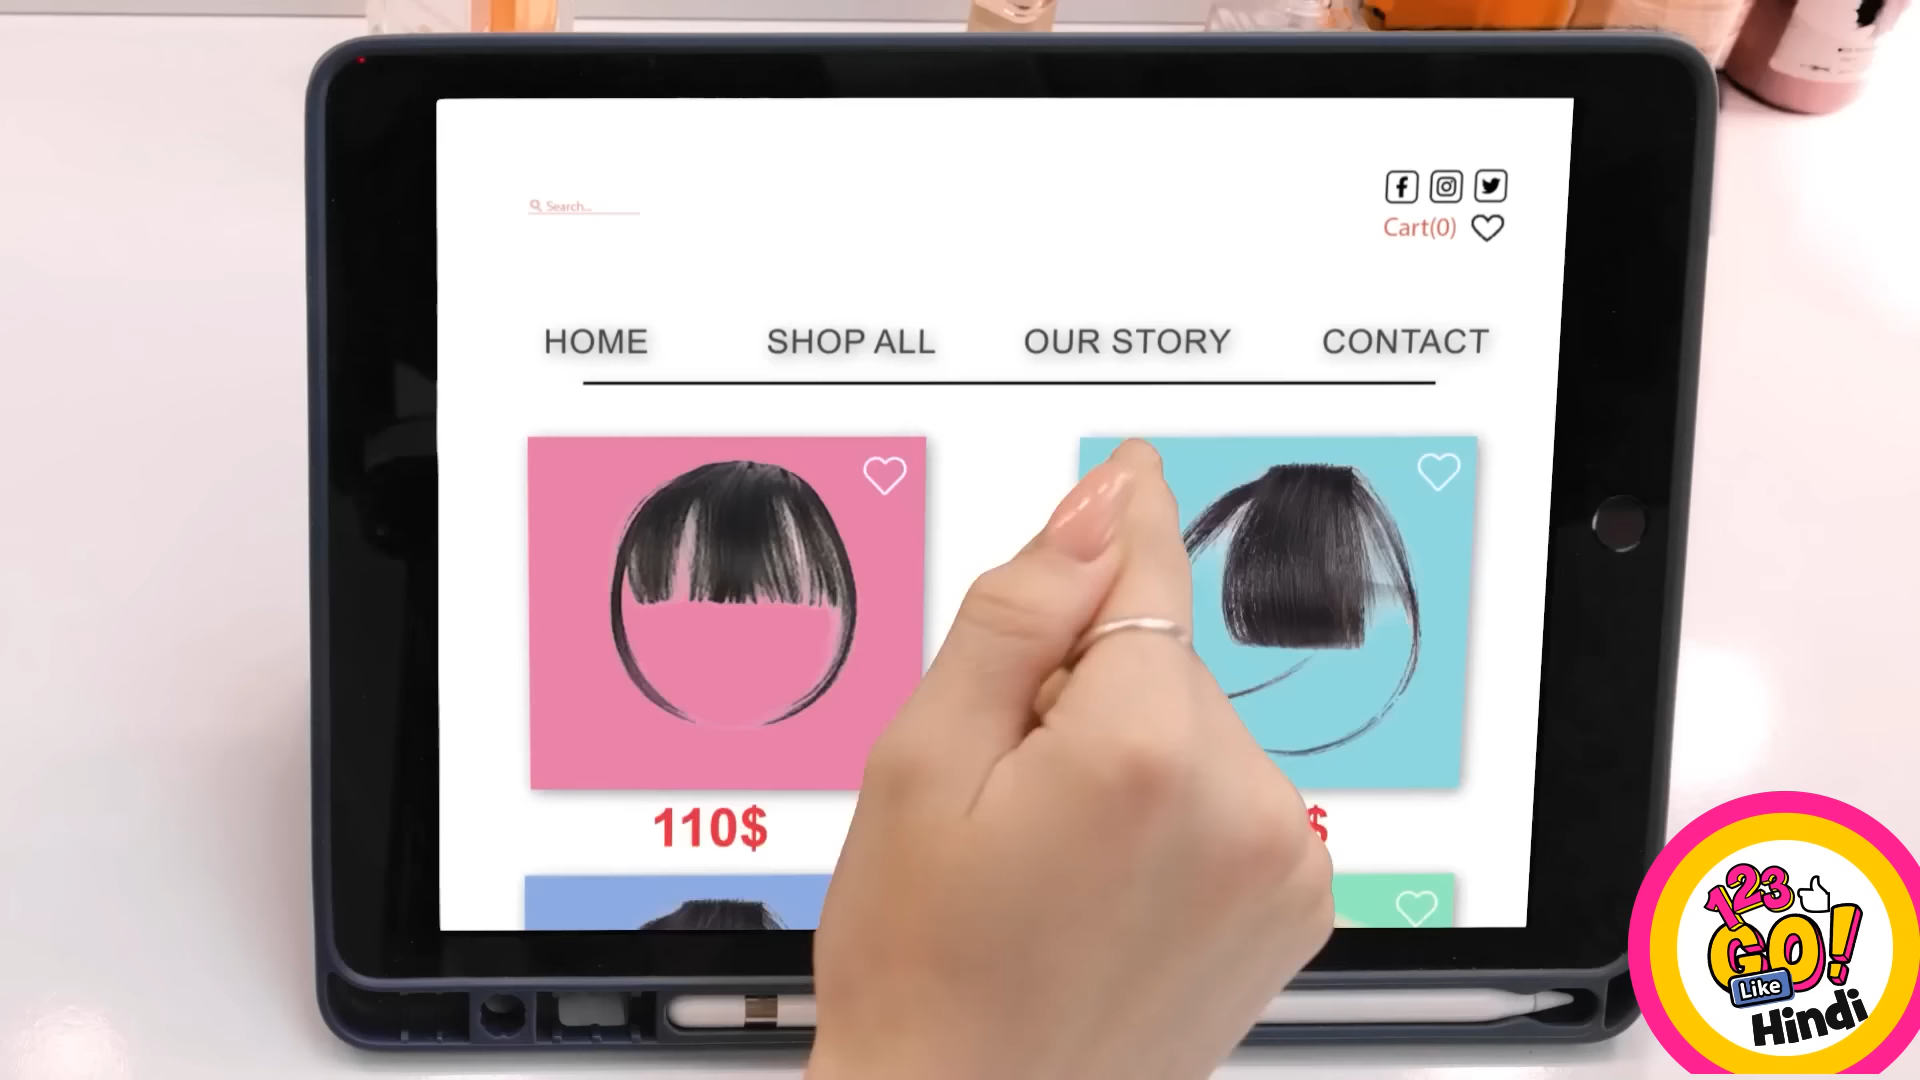 Search...
Cart(0)
HOME SHOP ALL OUR STORY CONTACT
110$
$
123
GO!
Like
Hindi